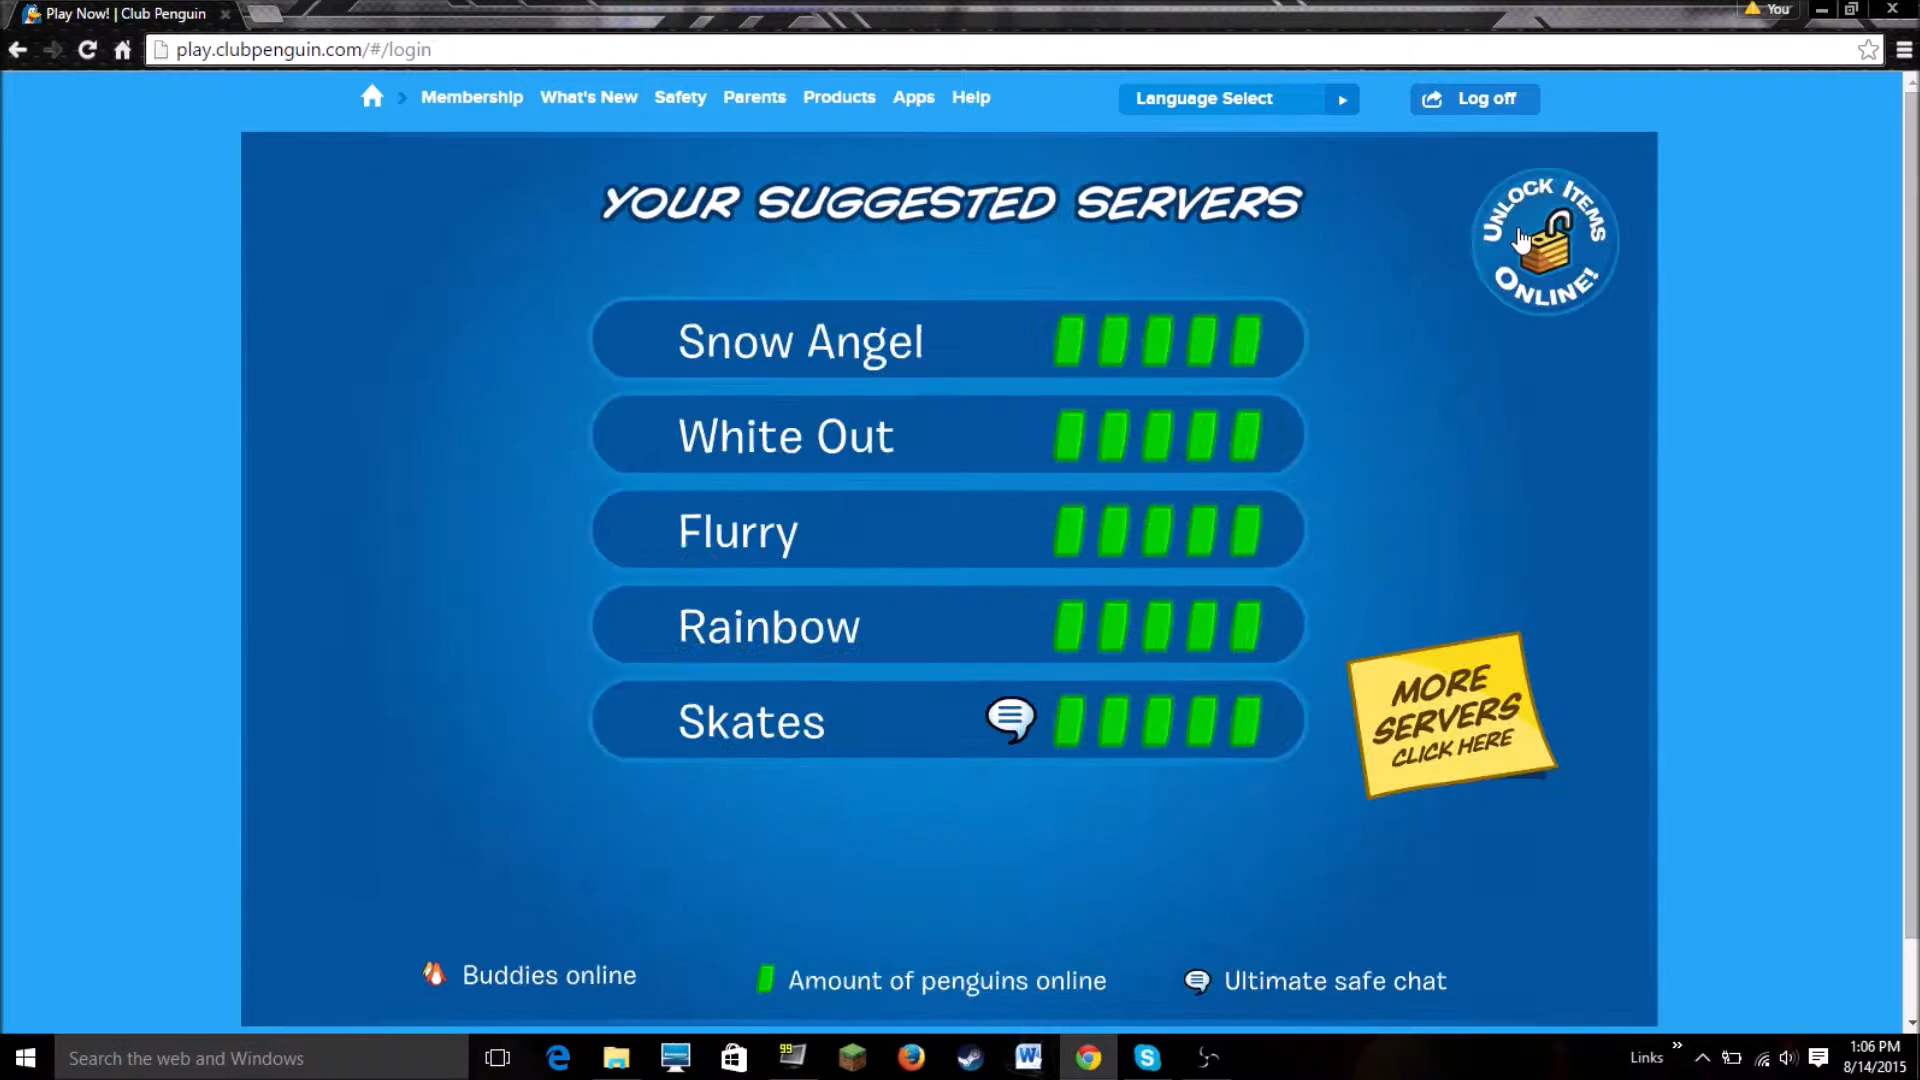 Play Now! | Club Penguin
You
play.clubpenguin.com/#/login
Membership What's New Safety Parents Products Apps Help
Language Select
Log off
YOUR SUGGESTED SERVERS
UNLOCK ITEMS
ONLINE!
Snow Angel
White Out
Flurry
Rainbow
Skates
MORE
SERVERS
CLICK HERE
Buddies online
Amount of penguins online
Ultimate safe chat
Search the web and Windows
99
Links
1:06 PM
8/14/2015